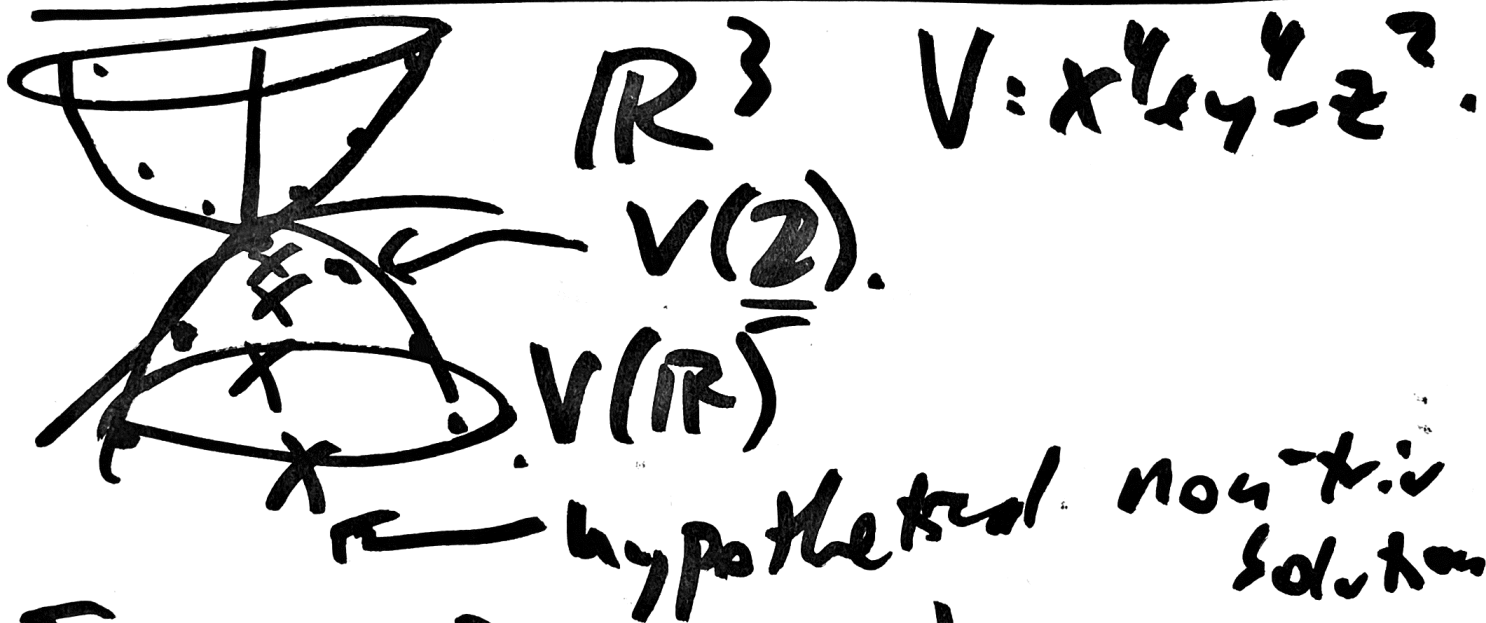 ℝ³ V: x⁴+y⁴-z².
V(ℤ).
V(ℝ)
hypothetical non-triv
solution